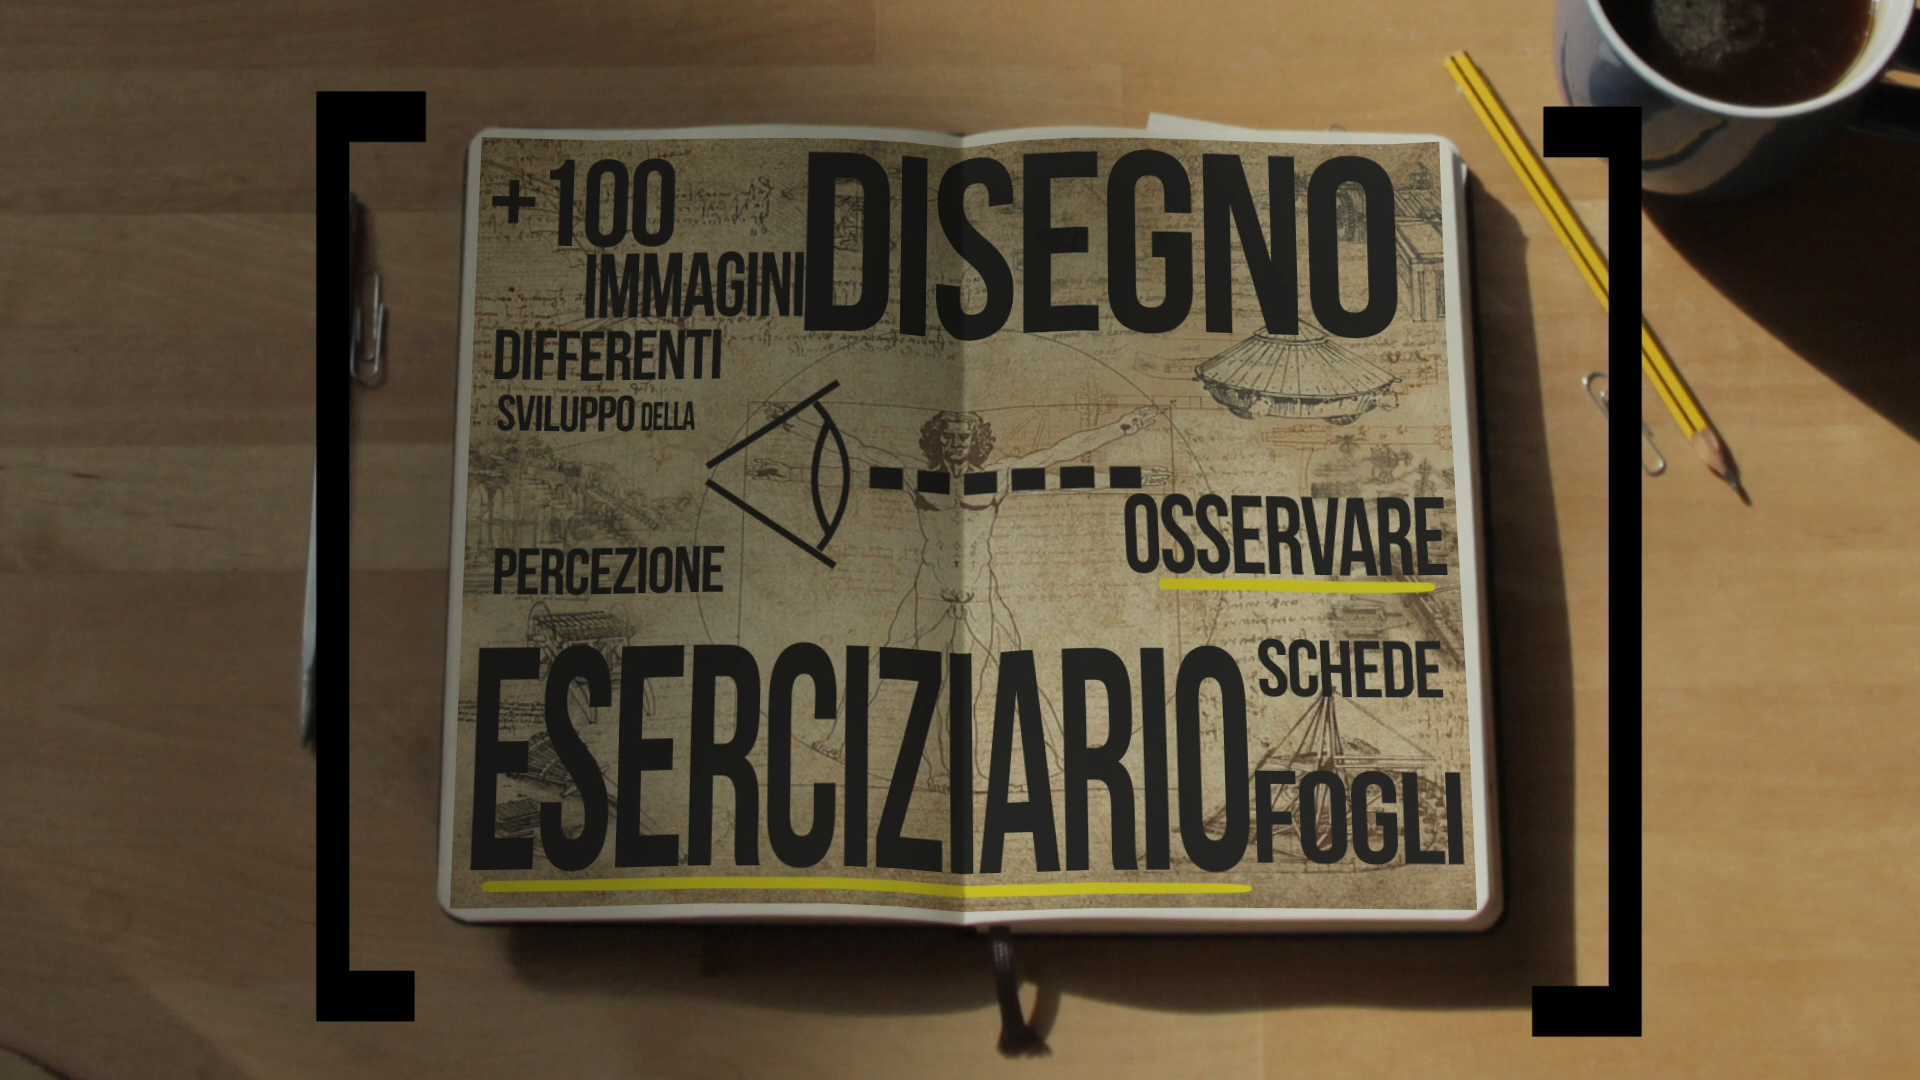 +100
IMMAGINI
DIFFERENTI
DISEGNO
SVILUPPO DELLA
PERCEZIONE
OSSERVARE
ESERCIZIARIO
SCHEDE
FOGLI